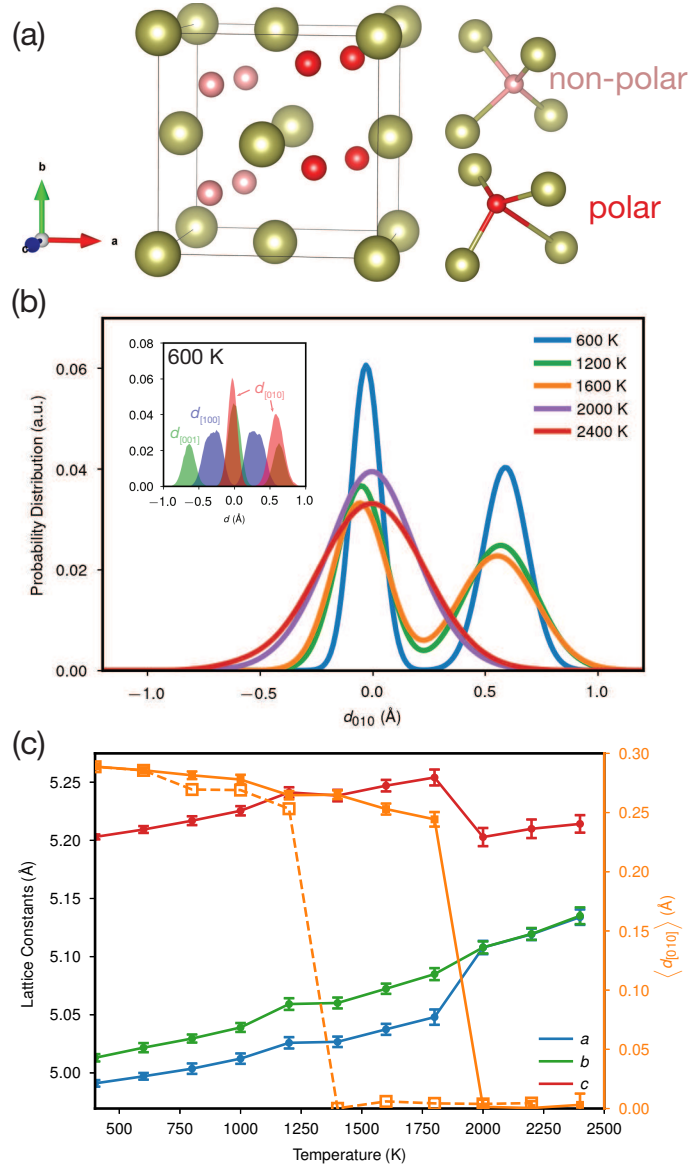 (a)
non-polar
polar
b
a
c
(b)
600 K
d[010]
d[100]
d[001]
0.08
0.06
0.04
0.02
0.00
−1.0 −0.5 0.0 0.5 1.0
d (Å)
600 K
1200 K
1600 K
2000 K
2400 K
Probability Distribution (a.u.)
0.06
0.04
0.02
0.00
−1.0 −0.5 0.0 0.5 1.0
d010 (Å)
(c)
Lattice Constants (Å)
5.25
5.20
5.15
5.10
5.05
5.00
0.30
0.25
0.20
0.15
0.10
0.05
0.00
⟨d[010]⟩ (Å)
a
b
c
500 750 1000 1250 1500 1750 2000 2250 2500
Temperature (K)